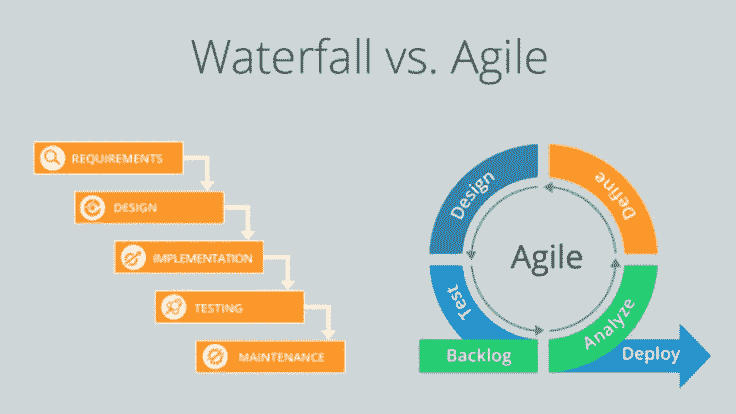 Waterfall vs. Agile
REQUIREMENTS
DESIGN
IMPLEMENTATION
TESTING
MAINTENANCE
Design
Define
Agile
Test
Analyze
Backlog
Deploy